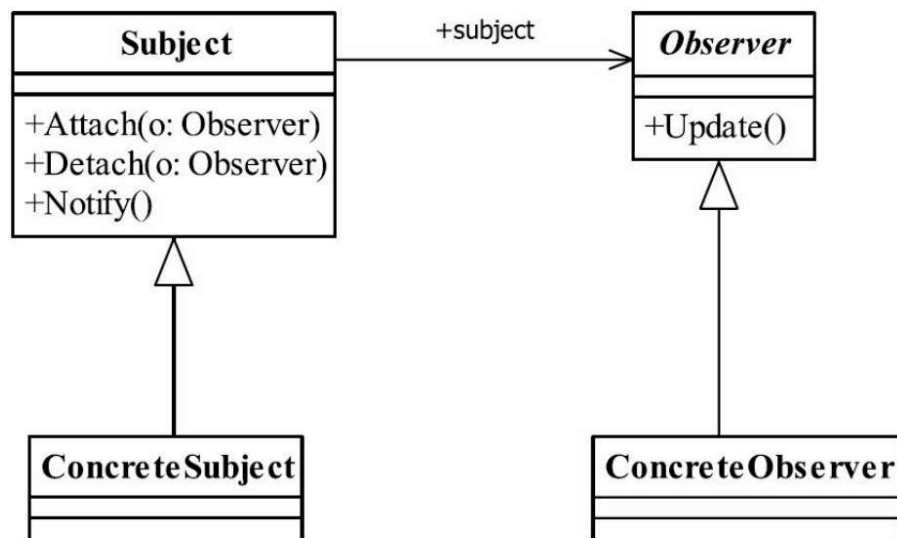 Subject
+Attach(o: Observer)
+Detach(o: Observer)
+Notify()
+subject
Observer
+Update()
ConcreteSubject
ConcreteObserver